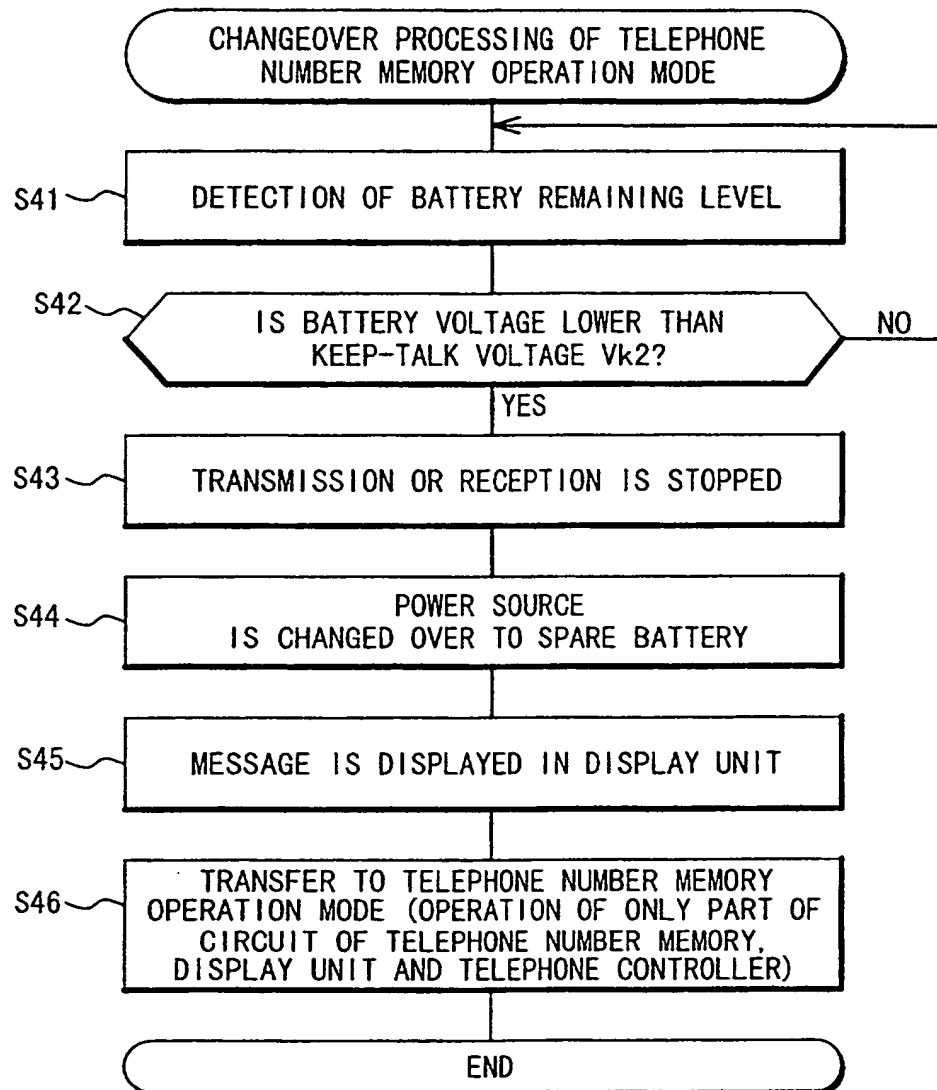 CHANGEOVER PROCESSING OF TELEPHONE
NUMBER MEMORY OPERATION MODE
S41
DETECTION OF BATTERY REMAINING LEVEL
S42
IS BATTERY VOLTAGE LOWER THAN
KEEP-TALK VOLTAGE Vk2?
NO
YES
S43
TRANSMISSION OR RECEPTION IS STOPPED
S44
POWER SOURCE
IS CHANGED OVER TO SPARE BATTERY
S45
MESSAGE IS DISPLAYED IN DISPLAY UNIT
S46
TRANSFER TO TELEPHONE NUMBER MEMORY
OPERATION MODE (OPERATION OF ONLY PART OF
CIRCUIT OF TELEPHONE NUMBER MEMORY,
DISPLAY UNIT AND TELEPHONE CONTROLLER)
END